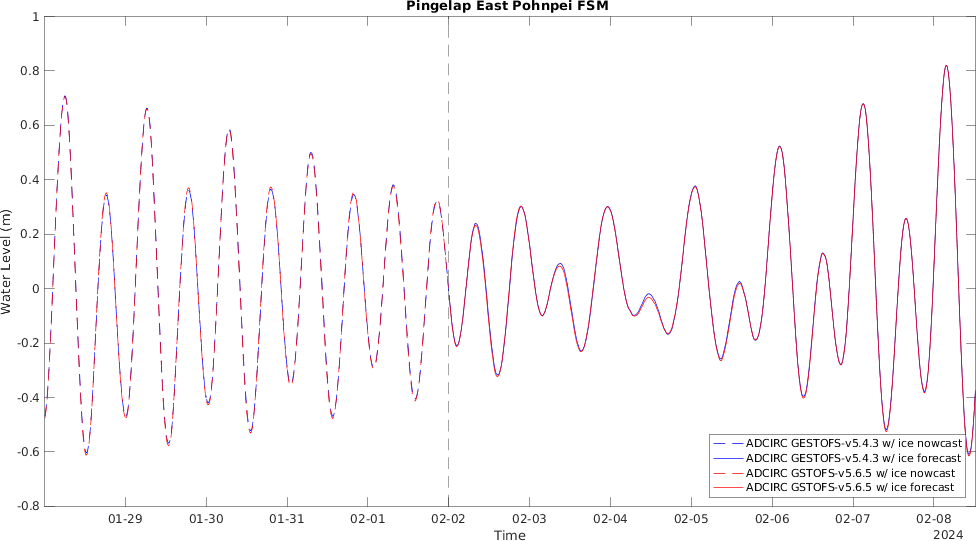 Pingelap East Pohnpei FSM
Water Level (m)
1
0.8
0.6
0.4
0.2
0
-0.2
-0.4
-0.6
-0.8
ADCIRC GESTOFS-v5.4.3 w/ ice nowcast
ADCIRC GESTOFS-v5.4.3 w/ ice forecast
ADCIRC GSTOFS-v5.6.5 w/ ice nowcast
ADCIRC GSTOFS-v5.6.5 w/ ice forecast
01-29 01-30 01-31 02-01 02-02 02-03 02-04 02-05 02-06 02-07 02-08
Time
2024